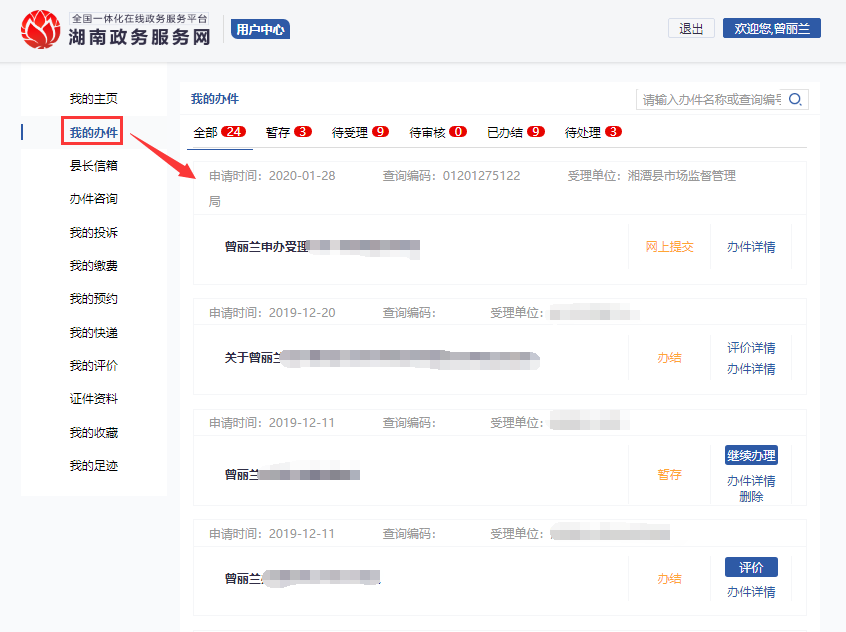 全国一体化在线政务服务平台
湖南政务服务网
用户中心
退出
欢迎您,曾丽兰
我的主页
我的办件
县长信箱
办件咨询
我的投诉
我的缴费
我的预约
我的快递
我的评价
证件资料
我的收藏
我的足迹
我的办件
请输入办件名称或查询编号
全部 24 暂存 3 待受理 9 待审核 0 已办结 9 待处理 3
申请时间：2020-01-28 查询编码：01201275122 受理单位：湘潭县市场监督管理
局
曾丽兰申办受理
网上提交
办件详情
申请时间：2019-12-20 查询编码： 受理单位：
关于曾丽兰
办结
评价详情
办件详情
申请时间：2019-12-11 查询编码： 受理单位：
曾丽兰
暂存
继续办理
办件详情
删除
申请时间：2019-12-11 查询编码： 受理单位：
曾丽兰
办结
评价
办件详情